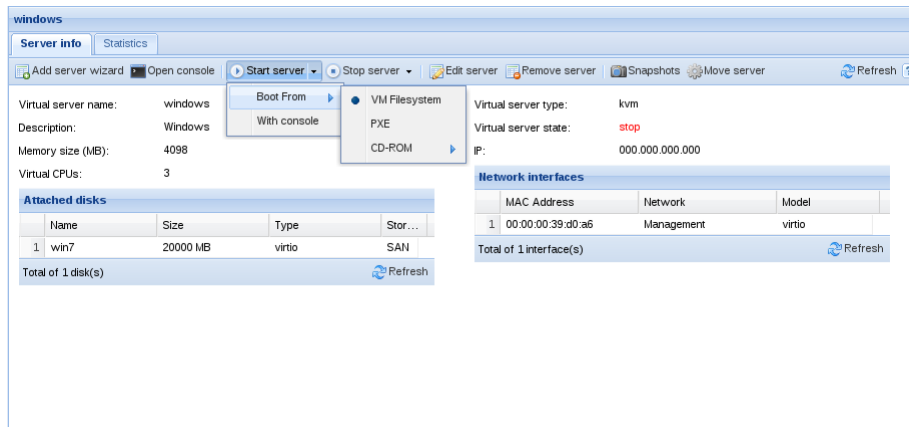 windows
Server info Statistics
Add server wizard Open console Start server Stop server Edit server Remove server Snapshots Move server Refresh ?
Boot From
With console
VM Filesystem
PXE
CD-ROM
Virtual server name: windows
Description: Windows
Memory size (MB): 4098
Virtual CPUs: 3
Virtual server type: kvm
Virtual server state: stop
IP: 000.000.000.000
Attached disks
Name Size Type Stor...
1 win7 20000 MB virtio SAN
Total of 1 disk(s) Refresh
Network interfaces
MAC Address Network Model
1 00:00:00:39:d0:a6 Management virtio
Total of 1 interface(s) Refresh